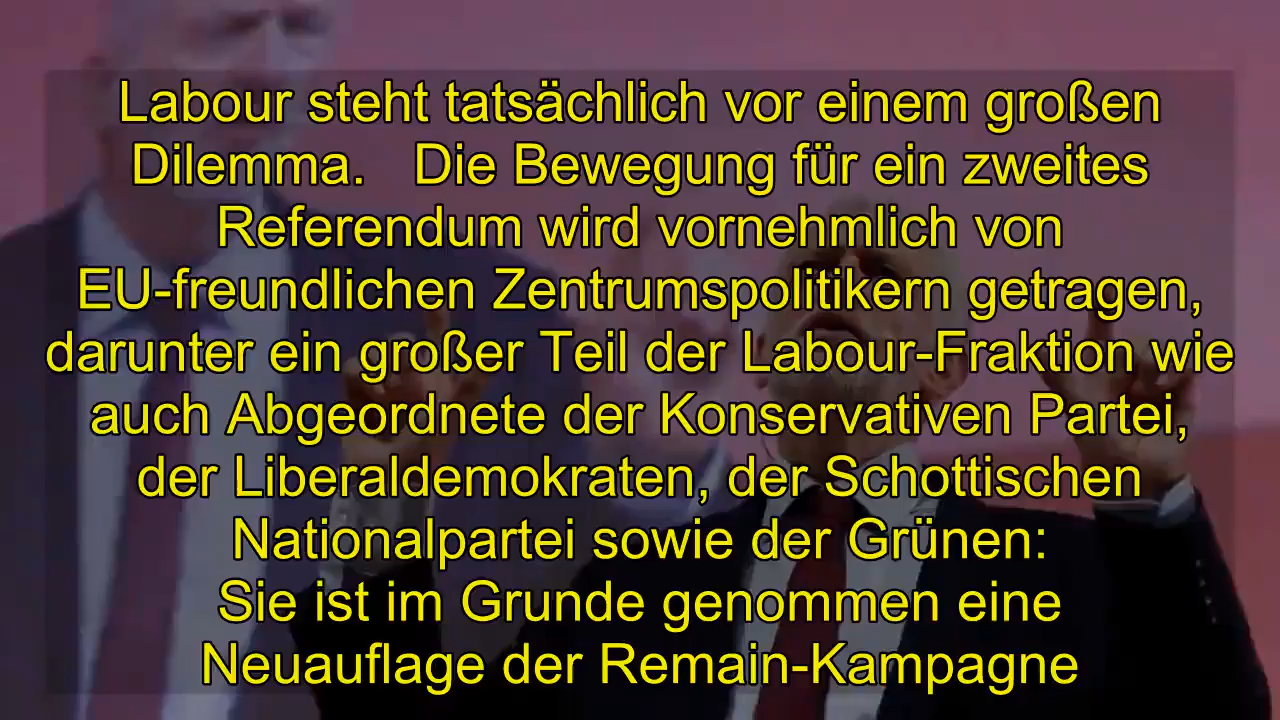 Labour steht tatsächlich vor einem großen
Dilemma.   Die Bewegung für ein zweites
Referendum wird vornehmlich von
EU-freundlichen Zentrumspolitikern getragen,
darunter ein großer Teil der Labour-Fraktion wie
auch Abgeordnete der Konservativen Partei,
der Liberaldemokraten, der Schottischen
Nationalpartei sowie der Grünen:
Sie ist im Grunde genommen eine
Neuauflage der Remain-Kampagne